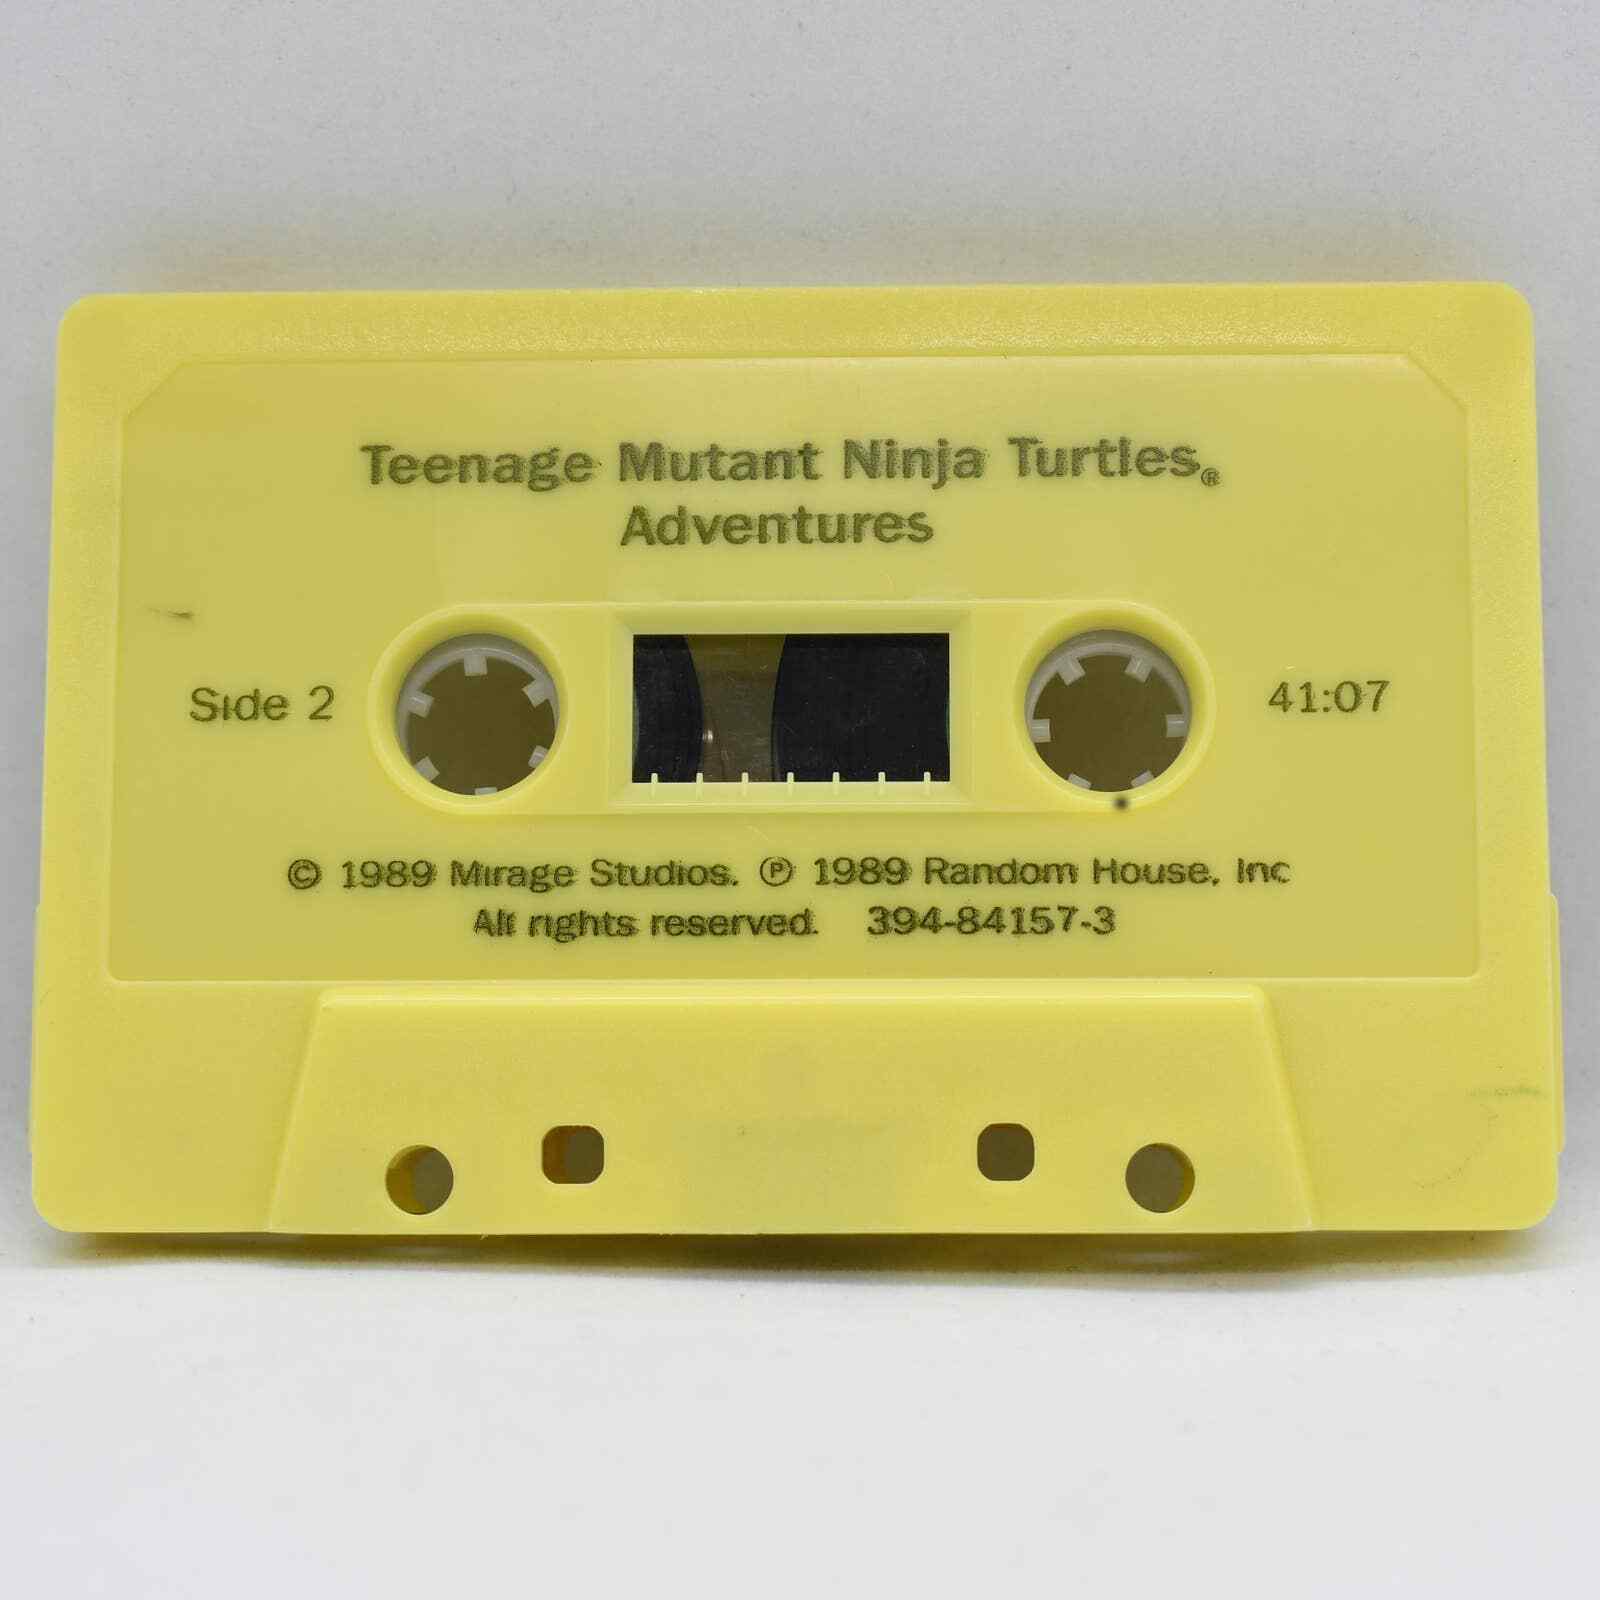 Teenage Mutant Ninja Turtles®
Adventures
Side 2
41:07
© 1989 Mirage Studios. ℗ 1989 Random House, Inc
All rights reserved. 394-84157-3